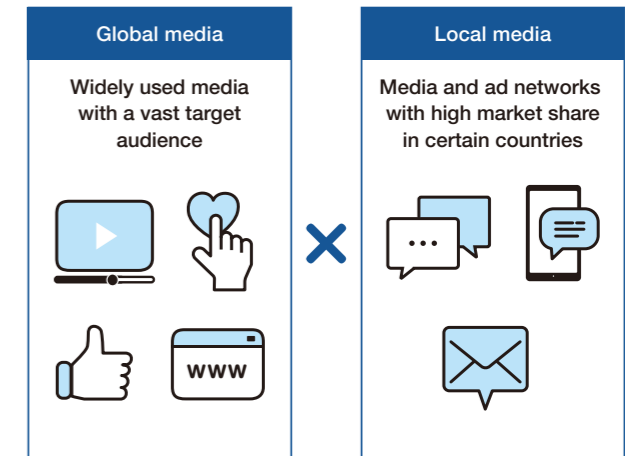 Global media
Widely used media
with a vast target
audience
www
Local media
Media and ad networks
with high market share
in certain countries